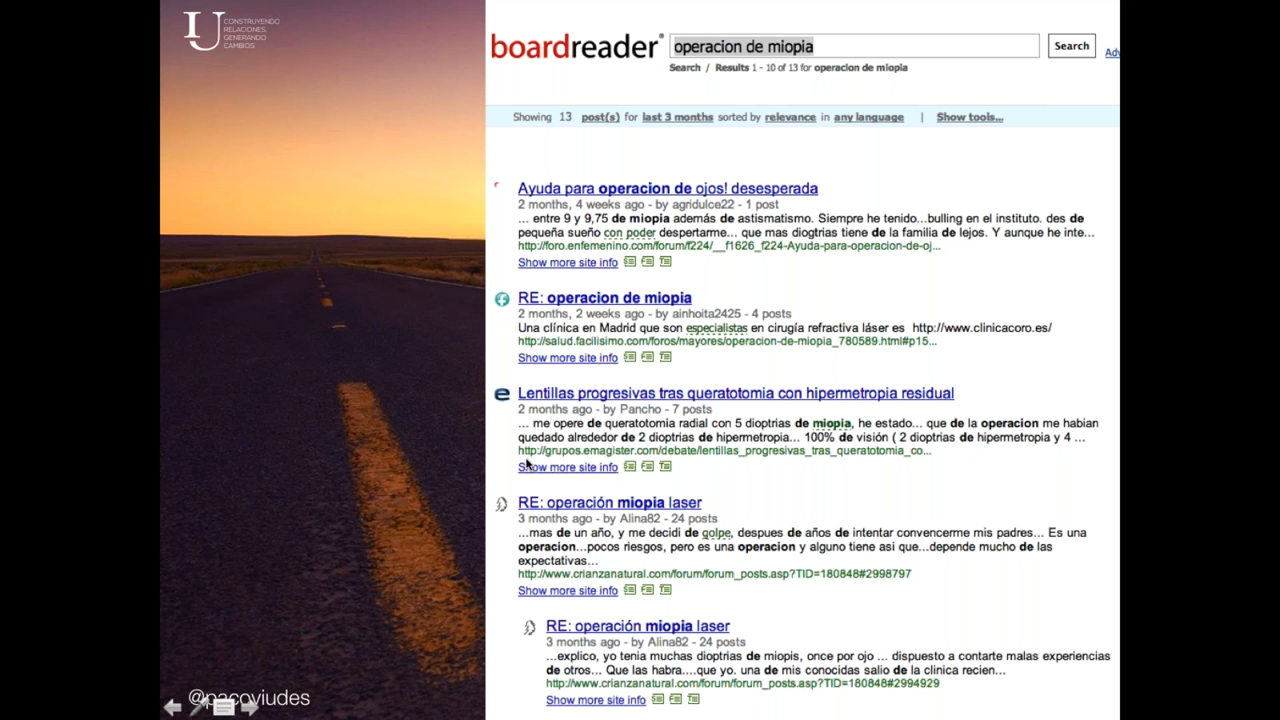 U
CONSTRUYENDO
RELACIONES,
GENERANDO
CAMBIOS
boardreader®
operacion de miopia
Search
Adv
Search / Results 1 - 10 of 13 for operacion de miopia
Showing 13 post(s) for last 3 months sorted by relevance in any language | Show tools...
Ayuda para operacion de ojos! desesperada
2 months, 4 weeks ago - by agridulce22 - 1 post
... entre 9 y 9,75 de miopia además de astismatismo. Siempre he tenido...bulling en el instituto. des de
pequeña sueño con poder despertarme... que mas diogtrias tiene de la familia de lejos. Y aunque he inte...
http://foro.enfemenino.com/forum/f224/__f1626_f224-Ayuda-para-operacion-de-oj...
Show more site info
RE: operacion de miopia
2 months, 2 weeks ago - by ainhoita2425 - 4 posts
Una clínica en Madrid que son especialistas en cirugía refractiva láser es http://www.clinicacoro.es/
http://salud.facilisimo.com/foros/mayores/operacion-de-miopia_780589.html#p15...
Show more site info
Lentillas progresivas tras queratotomia con hipermetropia residual
2 months ago - by Pancho - 7 posts
... me opere de queratotomia radial con 5 dioptrias de miopia, he estado... que de la operacion me habian
quedado alrededor de 2 dioptrias de hipermetropia... 100% de visión ( 2 dioptrias de hipermetropia y 4 ...
http://grupos.emagister.com/debate/lentillas_progresivas_tras_queratotomia_co...
Show more site info
RE: operación miopia laser
3 months ago - by Alina82 - 24 posts
...mas de un año, y me decidi de golpe, despues de años de intentar convencerme mis padres... Es una
operacion...pocos riesgos, pero es una operacion y alguno tiene asi que...depende mucho de las
expectativas...
http://www.crianzanatural.com/forum/forum_posts.asp?TID=180848#2998797
Show more site info
RE: operación miopia laser
3 months ago - by Alina82 - 24 posts
...explico, yo tenia muchas dioptrias de miopis, once por ojo ... dispuesto a contarte malas experiencias
de otros... Que las habra....que yo. una de mis conocidas salio de la clinica recien...
http://www.crianzanatural.com/forum/forum_posts.asp?TID=180848#2994929
Show more site info
@pacoviudes